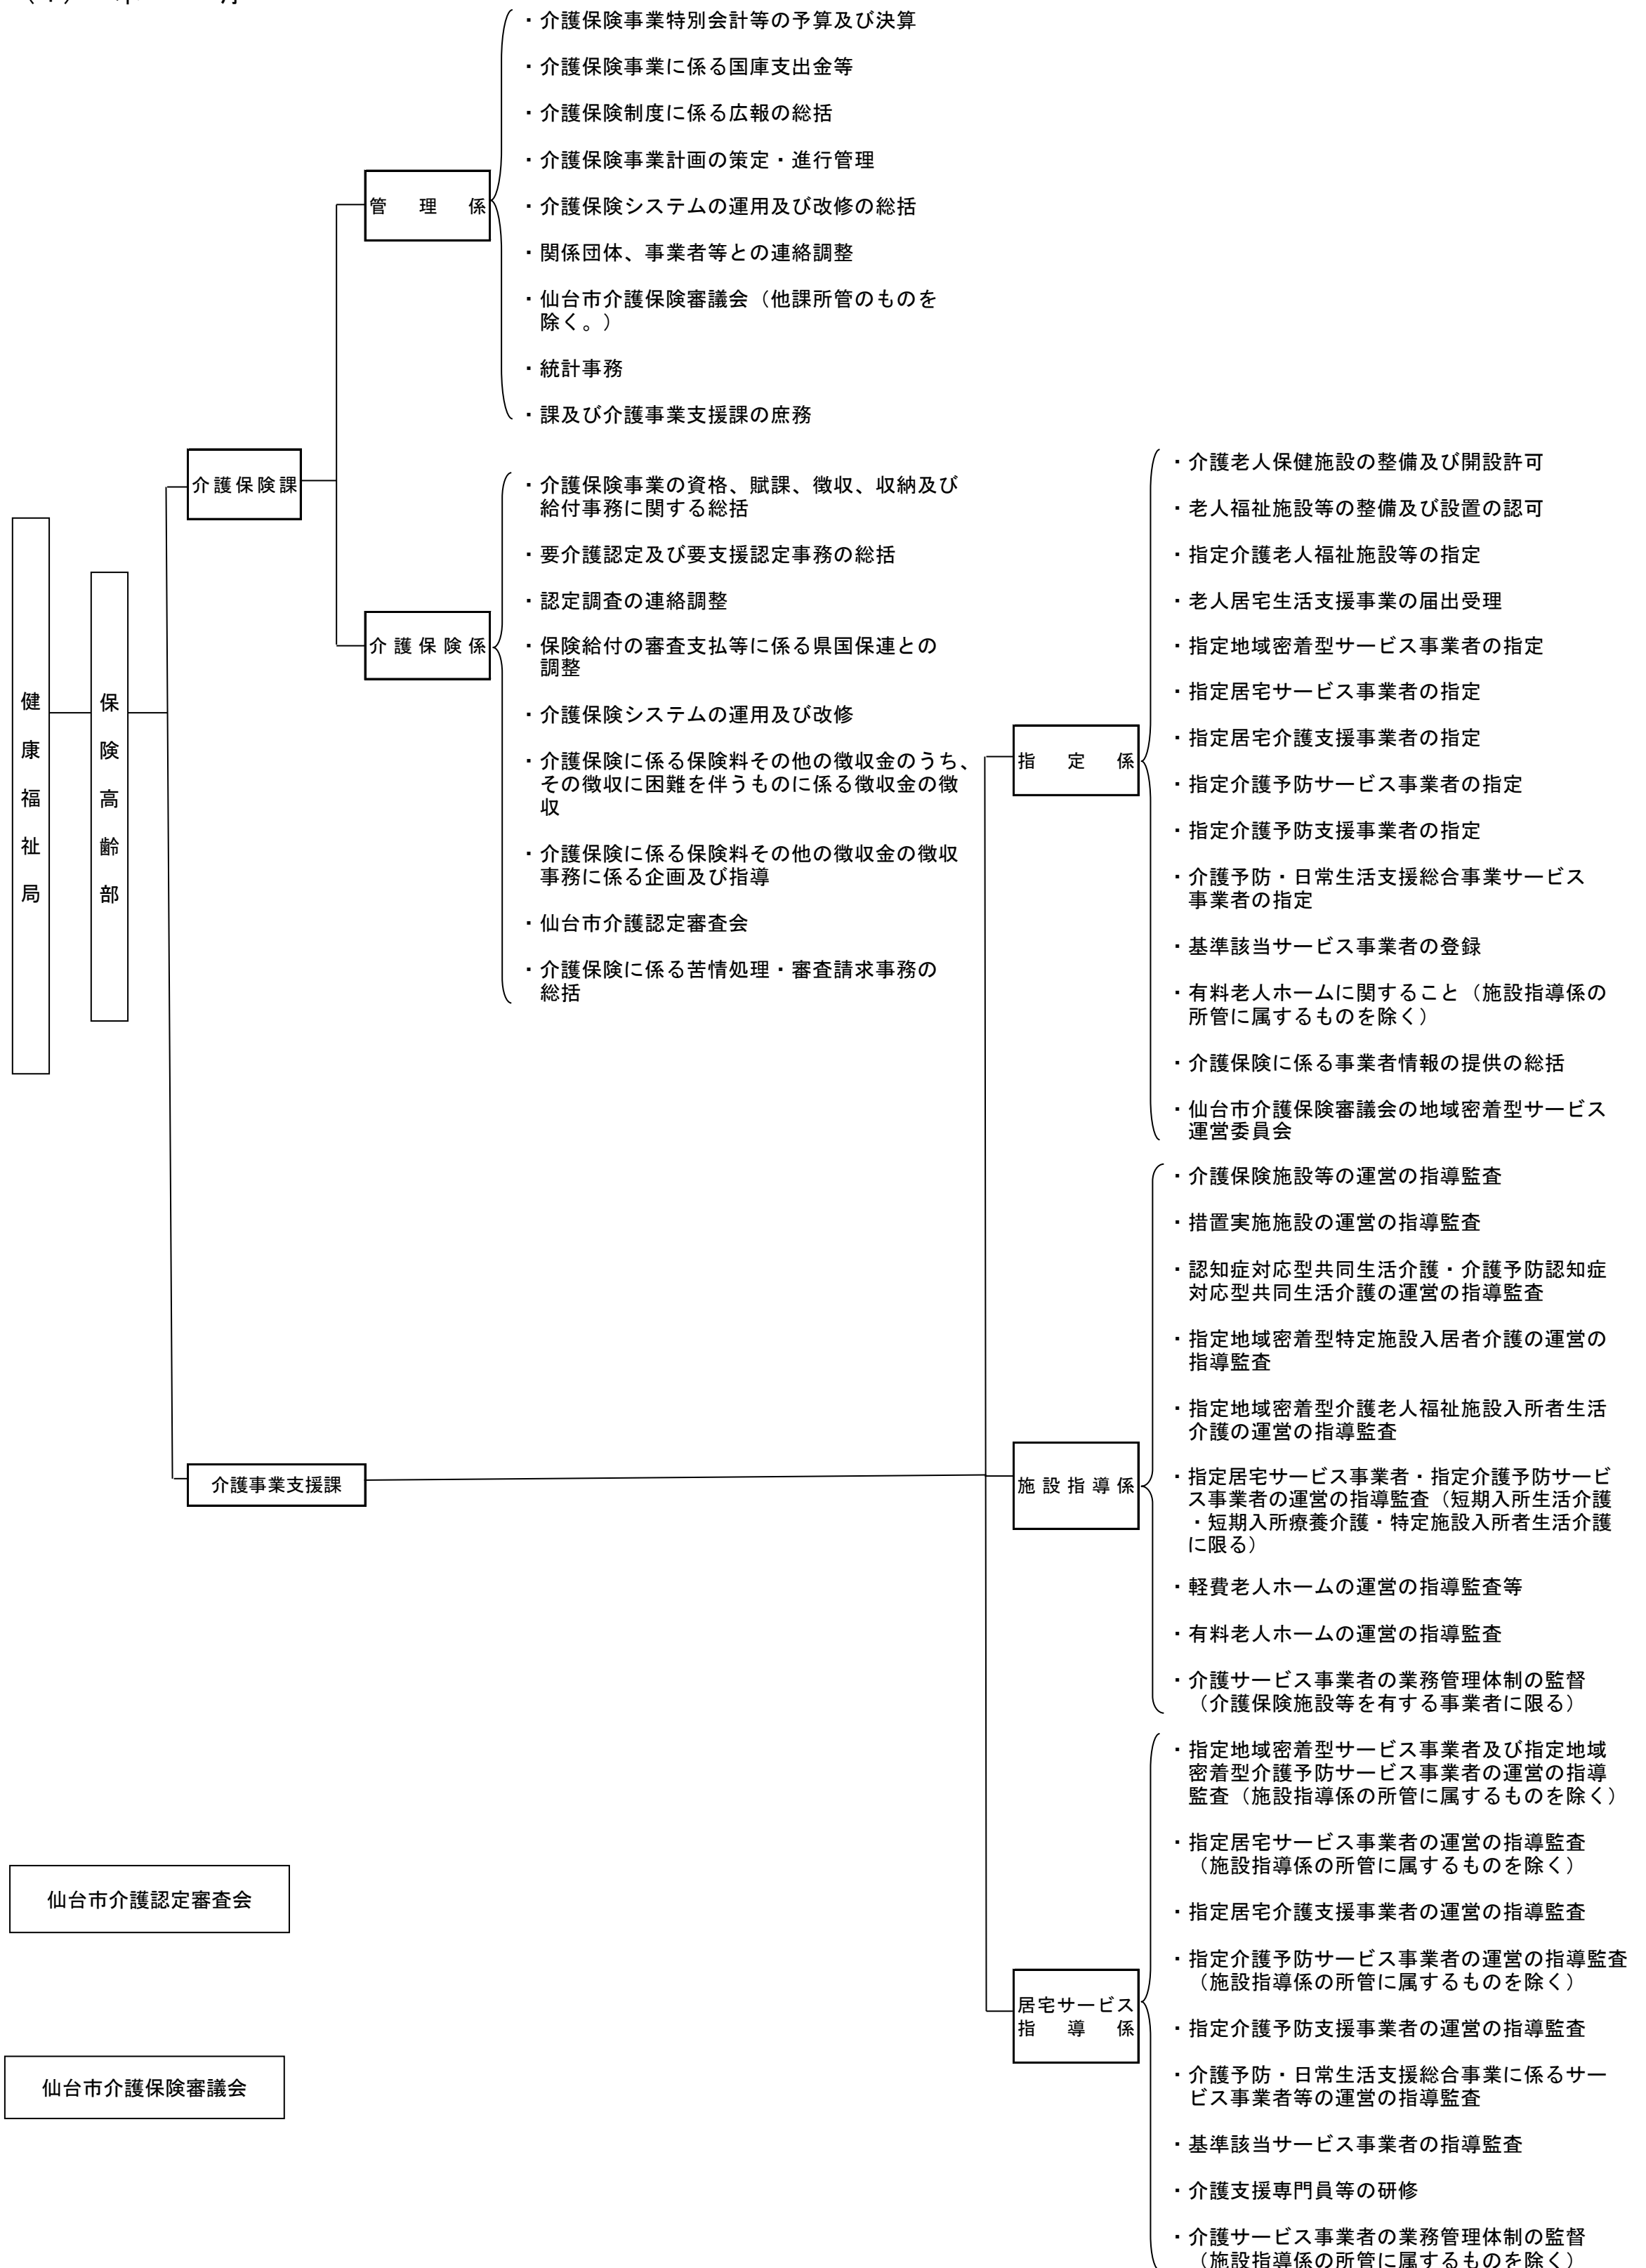 健康福祉局
保険高齢部
介護保険課
管理係
・介護保険事業特別会計等の予算及び決算
・介護保険事業に係る国庫支出金等
・介護保険制度に係る広報の総括
・介護保険事業計画の策定・進行管理
・介護保険システムの運用及び改修の総括
・関係団体、事業者等との連絡調整
・仙台市介護保険審議会（他課所管のものを
除く。）
・統計事務
・課及び介護事業支援課の庶務
介護保険係
・介護保険事業の資格、賦課、徴収、収納及び
給付事務に関する総括
・要介護認定及び要支援認定事務の総括
・認定調査の連絡調整
・保険給付の審査支払等に係る県国保連との
調整
・介護保険システムの運用及び改修
・介護保険に係る保険料その他の徴収金のうち、
その徴収に困難を伴うものに係る徴収金の徴
収
・介護保険に係る保険料その他の徴収金の徴収
事務に係る企画及び指導
・仙台市介護認定審査会
・介護保険に係る苦情処理・審査請求事務の
総括
介護事業支援課
指定係
・介護老人保健施設の整備及び開設許可
・老人福祉施設等の整備及び設置の認可
・指定介護老人福祉施設等の指定
・老人居宅生活支援事業の届出受理
・指定地域密着型サービス事業者の指定
・指定居宅サービス事業者の指定
・指定居宅介護支援事業者の指定
・指定介護予防サービス事業者の指定
・指定介護予防支援事業者の指定
・介護予防・日常生活支援総合事業サービス
事業者の指定
・基準該当サービス事業者の登録
・有料老人ホームに関すること（施設指導係の
所管に属するものを除く）
・介護保険に係る事業者情報の提供の総括
・仙台市介護保険審議会の地域密着型サービス
運営委員会
施設指導係
・介護保険施設等の運営の指導監査
・措置実施施設の運営の指導監査
・認知症対応型共同生活介護・介護予防認知症
対応型共同生活介護の運営の指導監査
・指定地域密着型特定施設入居者介護の運営の
指導監査
・指定地域密着型介護老人福祉施設入所者生活
介護の運営の指導監査
・指定居宅サービス事業者・指定介護予防サービ
ス事業者の運営の指導監査（短期入所生活介護
・短期入所療養介護・特定施設入所者生活介護
に限る）
・軽費老人ホームの運営の指導監査等
・有料老人ホームの運営の指導監査
・介護サービス事業者の業務管理体制の監督
（介護保険施設等を有する事業者に限る）
居宅サービス
指導係
・指定地域密着型サービス事業者及び指定地域
密着型介護予防サービス事業者の運営の指導
監査（施設指導係の所管に属するものを除く）
・指定居宅サービス事業者の運営の指導監査
（施設指導係の所管に属するものを除く）
・指定居宅介護支援事業者の運営の指導監査
・指定介護予防サービス事業者の運営の指導監査
（施設指導係の所管に属するものを除く）
・指定介護予防支援事業者の運営の指導監査
・介護予防・日常生活支援総合事業に係るサー
ビス事業者等の運営の指導監査
・基準該当サービス事業者の指導監査
・介護支援専門員等の研修
・介護サービス事業者の業務管理体制の監督
（施設指導係の所管に属するものを除く）
仙台市介護認定審査会
仙台市介護保険審議会